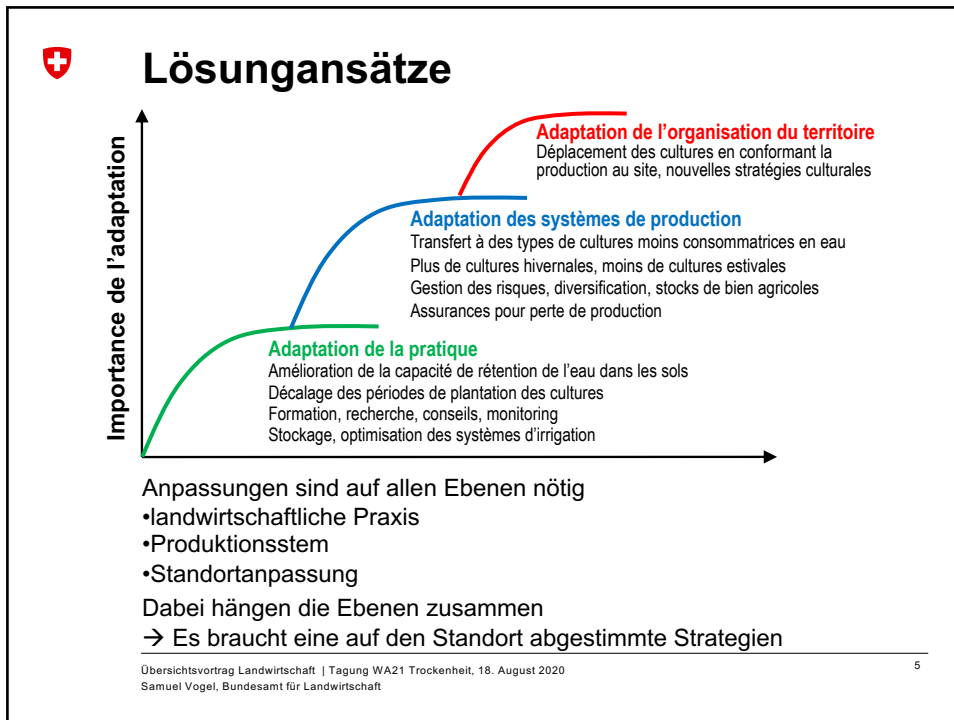 Lösungansätze
Importance de l'adaptation
Adaptation de l'organisation du territoire
Déplacement des cultures en conformant la
production au site, nouvelles stratégies culturales
Adaptation des systèmes de production
Transfert à des types de cultures moins consommatrices en eau
Plus de cultures hivernales, moins de cultures estivales
Gestion des risques, diversification, stocks de bien agricoles
Assurances pour perte de production
Adaptation de la pratique
Amélioration de la capacité de rétention de l'eau dans les sols
Décalage des périodes de plantation des cultures
Formation, recherche, conseils, monitoring
Stockage, optimisation des systèmes d'irrigation
Anpassungen sind auf allen Ebenen nötig
•landwirtschaftliche Praxis
•Produktionsstem
•Standortanpassung
Dabei hängen die Ebenen zusammen
→ Es braucht eine auf den Standort abgestimmte Strategien
Übersichtsvortrag Landwirtschaft | Tagung WA21 Trockenheit, 18. August 2020
Samuel Vogel, Bundesamt für Landwirtschaft
5